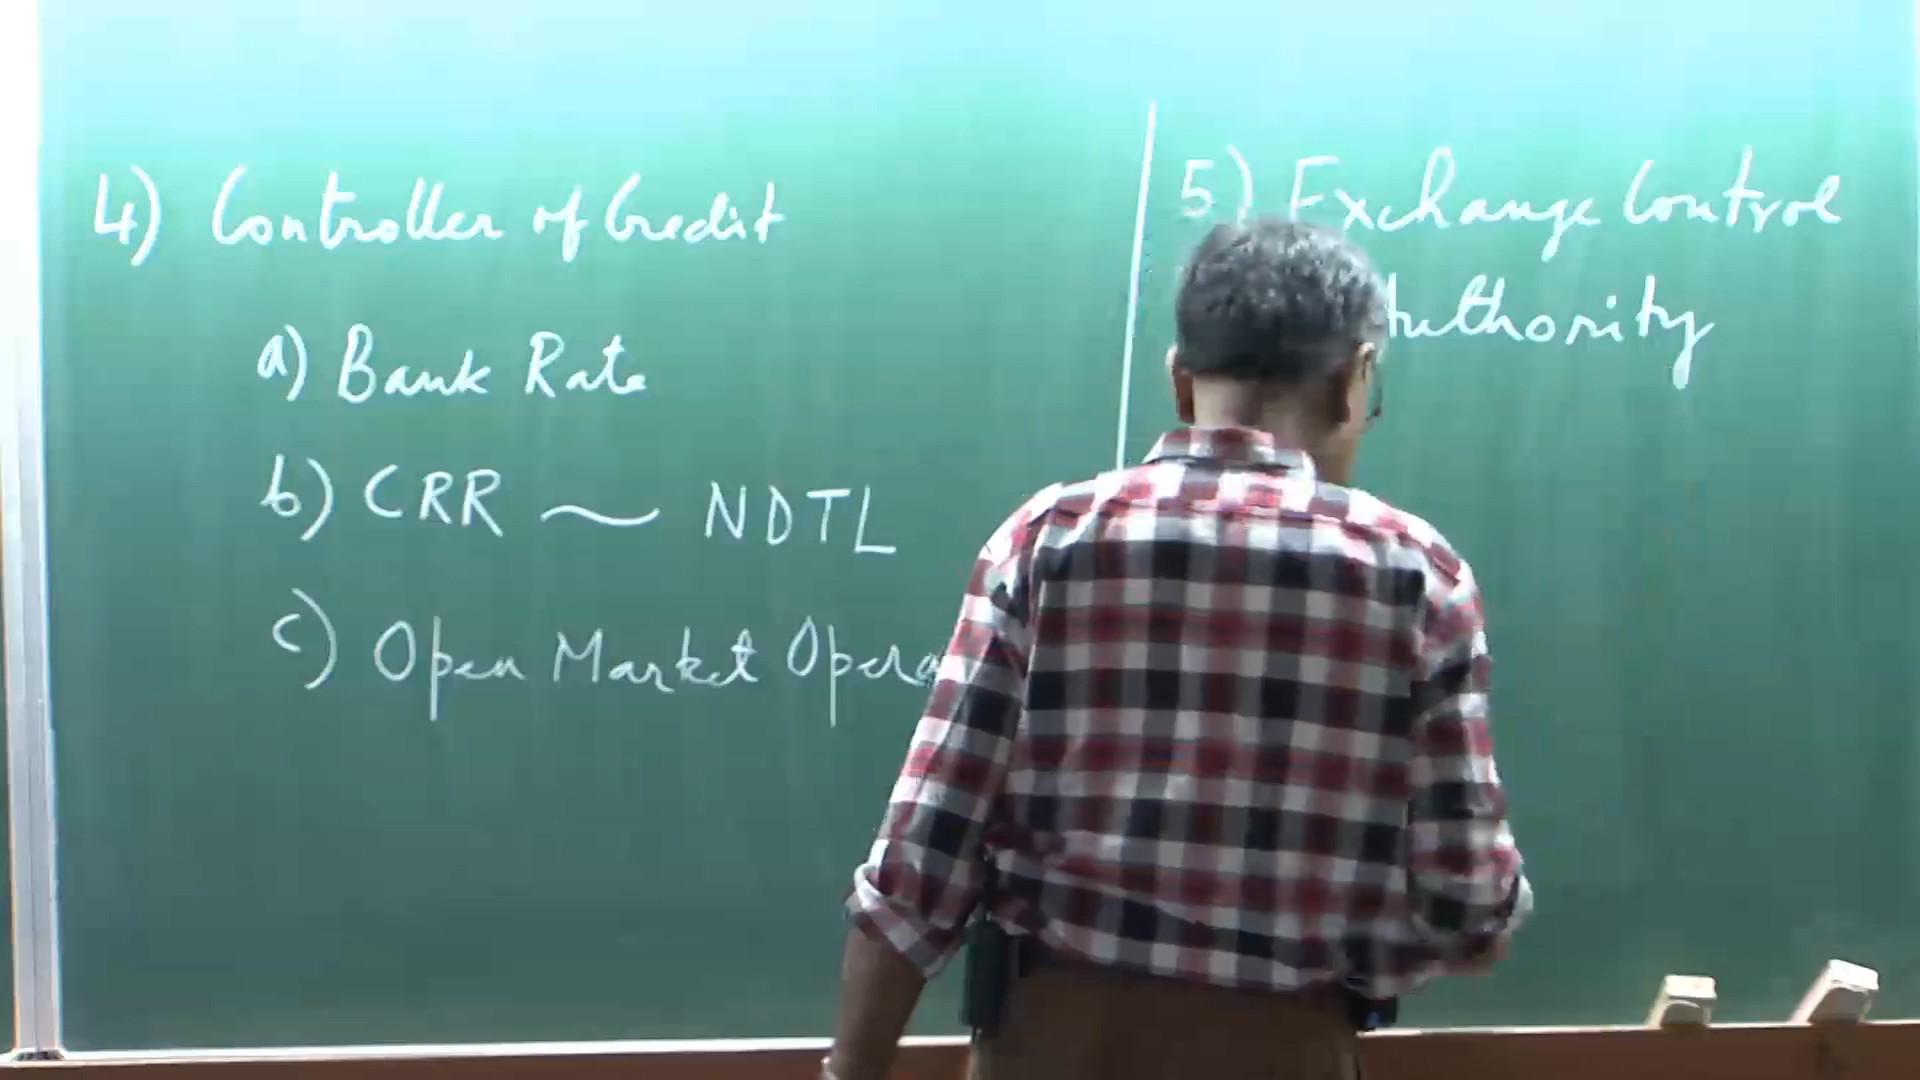 4) Controller of Credit
a) Bank Rate
b) CRR ~ NDTL
c) Open Market Opera
5) Exchange Control
Authority